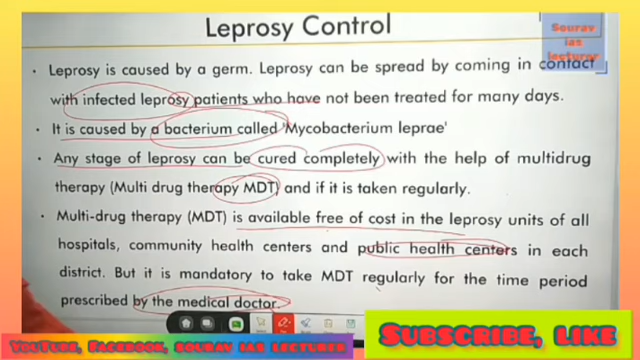 Leprosy Control
Sourav
ias
lecturer
• Leprosy is caused by a germ. Leprosy can be spread by coming in contact
with infected leprosy patients who have not been treated for many days.
• It is caused by a bacterium called 'Mycobacterium leprae'
• Any stage of leprosy can be cured completely with the help of multidrug
therapy (Multi drug therapy MDT) and if it is taken regularly.
• Multi-drug therapy (MDT) is available free of cost in the leprosy units of all
hospitals, community health centers and public health centers in each
district. But it is mandatory to take MDT regularly for the time period
prescribed by the medical doctor.
YouTube, Facebook, Sourav ias lecturer
Subscribe, like